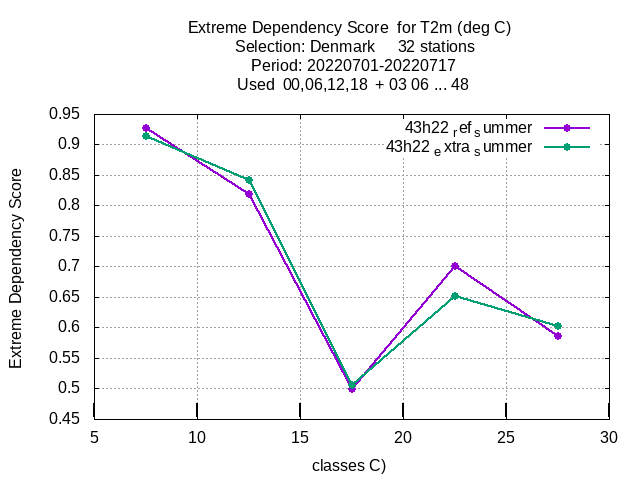 Extreme Dependency Score  for T2m (deg C)
Selection: Denmark     32 stations
Period: 20220701-20220717
Used  00,06,12,18  + 03 06 ... 48
0.95
0.9
0.85
0.8
0.75
0.7
0.65
0.6
0.55
0.5
0.45
Extreme Dependency Score
43h22 ref summer
43h22 extra summer
5 10 15 20 25 30
classes C)